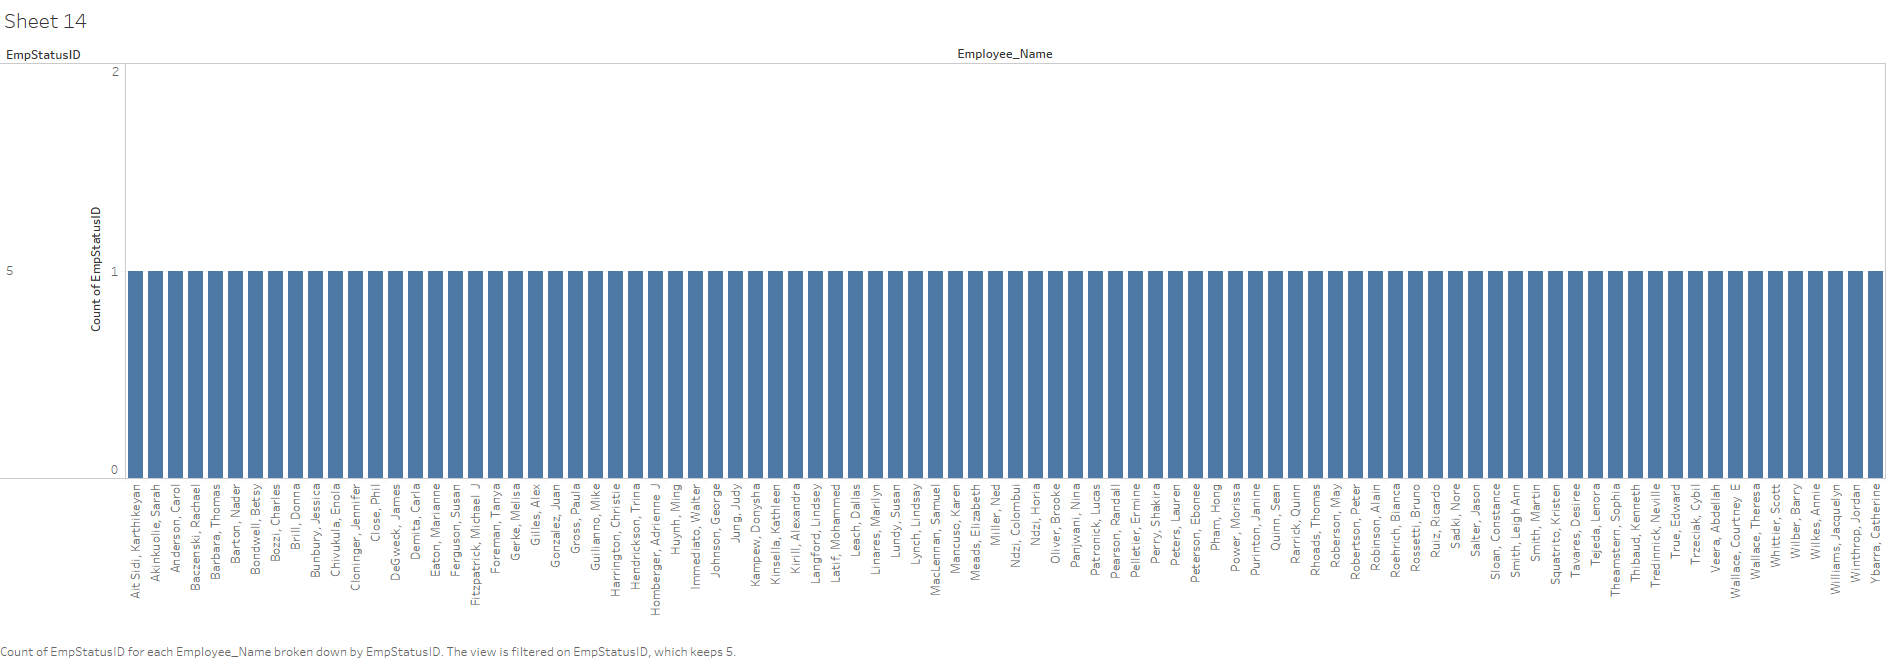 Sheet 14
EmpStatusID
Employee_Name
2
Count of EmpStatusID
5
1
0
Ait Sidi, Karthikeyan
Akinkuolie, Sarah
Anderson, Carol
Baczenski, Rachael
Barbara, Thomas
Barton, Nader
Bondwell, Betsy
Bozzi, Charles
Brill, Donna
Bunbury, Jessica
Chivukula, Enola
Cloninger, Jennifer
Close, Phil
DeGweck, James
Demita, Carla
Eaton, Marianne
Ferguson, Susan
Fitzpatrick, Michael J
Foreman, Tanya
Gerke, Melisa
Gilles, Alex
Gonzalez, Juan
Gross, Paula
Guilianno, Mike
Harrington, Christie
Hendrickson, Trina
Homberger, Adrienne J
Huynh, Ming
Immediato, Walter
Johnson, George
Jung, Judy
Kampew, Donysha
Kinsella, Kathleen
Kirill, Alexandra
Langford, Lindsey
Latif, Mohammed
Leach, Dallas
Linares, Marilyn
Lundy, Susan
Lynch, Lindsay
MacLennan, Samuel
Mancuso, Karen
Meads, Elizabeth
Miller, Ned
Ndzi, Colombui
Ndzi, Horia
Oliver, Brooke
Panjwani, Nina
Patronick, Lucas
Pearson, Randall
Pelletier, Ermine
Perry, Shakira
Peters, Lauren
Peterson, Ebonee
Pham, Hong
Power, Morissa
Purinton, Janine
Quinn, Sean
Rarrick, Quinn
Rhoads, Thomas
Roberson, May
Robertson, Peter
Robinson, Alain
Roehrich, Bianca
Rossetti, Bruno
Ruiz, Ricardo
Sadki, Nore
Salter, Jason
Sloan, Constance
Smith, Leigh Ann
Smith, Martin
Squatrito, Kristen
Tavares, Desiree
Tejeda, Lenora
Theamstern, Sophia
Thibaud, Kenneth
Tredinnick, Neville
True, Edward
Trzeciak, Cybil
Vevera, Abdellah
Wallace, Courtney E
Wallace, Theresa
Whittier, Scott
Wilber, Barry
Wilkes, Annie
Williams, Jacquelyn
Winthrop, Jordan
Ybarra, Catherine
Count of EmpStatusID for each Employee_Name broken down by EmpStatusID. The view is filtered on EmpStatusID, which keeps 5.